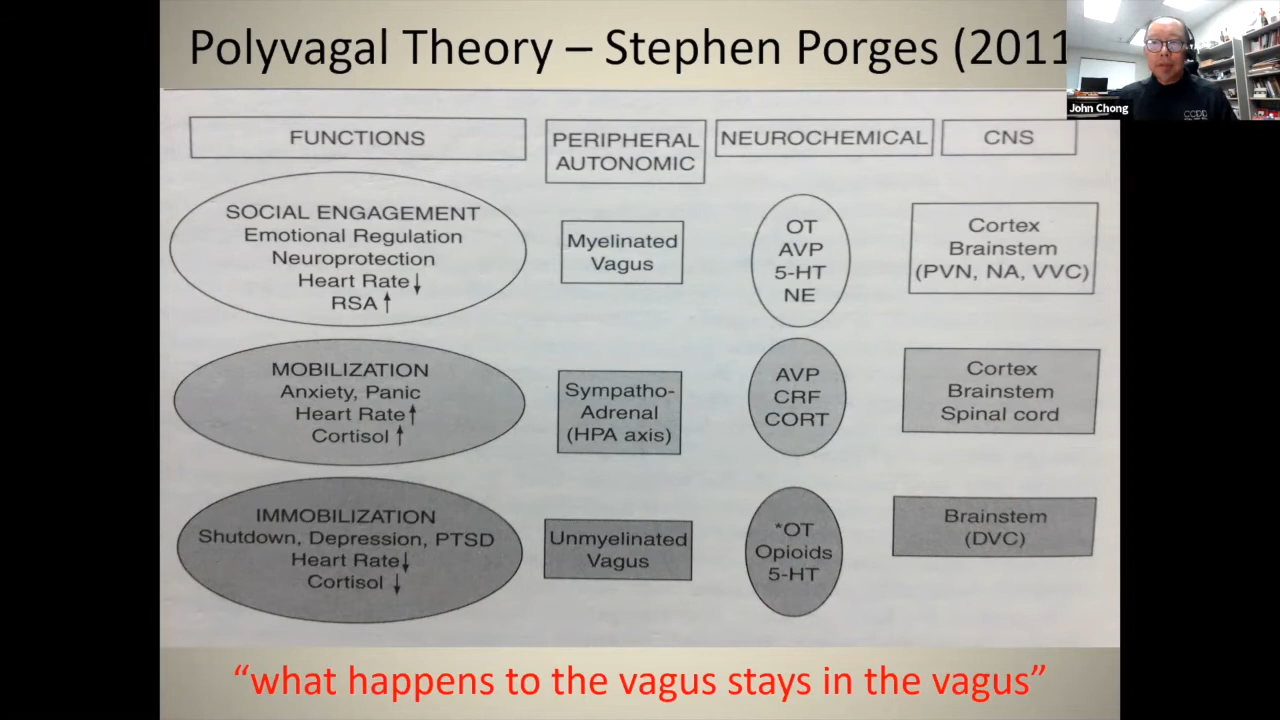 Polyvagal Theory – Stephen Porges (2011
John Chong
FUNCTIONS
PERIPHERAL
AUTONOMIC
NEUROCHEMICAL
CNS
SOCIAL ENGAGEMENT
Emotional Regulation
Neuroprotection
Heart Rate↓
RSA↑
Myelinated
Vagus
OT
AVP
5-HT
NE
Cortex
Brainstem
(PVN, NA, VVC)
MOBILIZATION
Anxiety, Panic
Heart Rate↑
Cortisol ↑
Sympatho-
Adrenal
(HPA axis)
AVP
CRF
CORT
Cortex
Brainstem
Spinal cord
IMMOBILIZATION
Shutdown, Depression, PTSD
Heart Rate↓
Cortisol ↓
Unmyelinated
Vagus
*OT
Opioids
5-HT
Brainstem
(DVC)
“what happens to the vagus stays in the vagus”